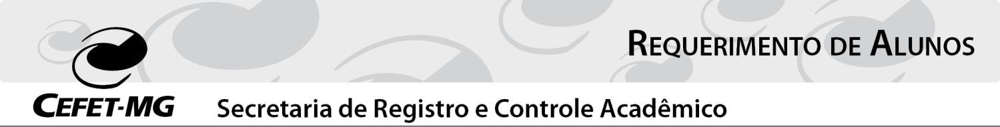 REQUERIMENTO DE ALUNOS
CEFET-MG
Secretaria de Registro e Controle Acadêmico